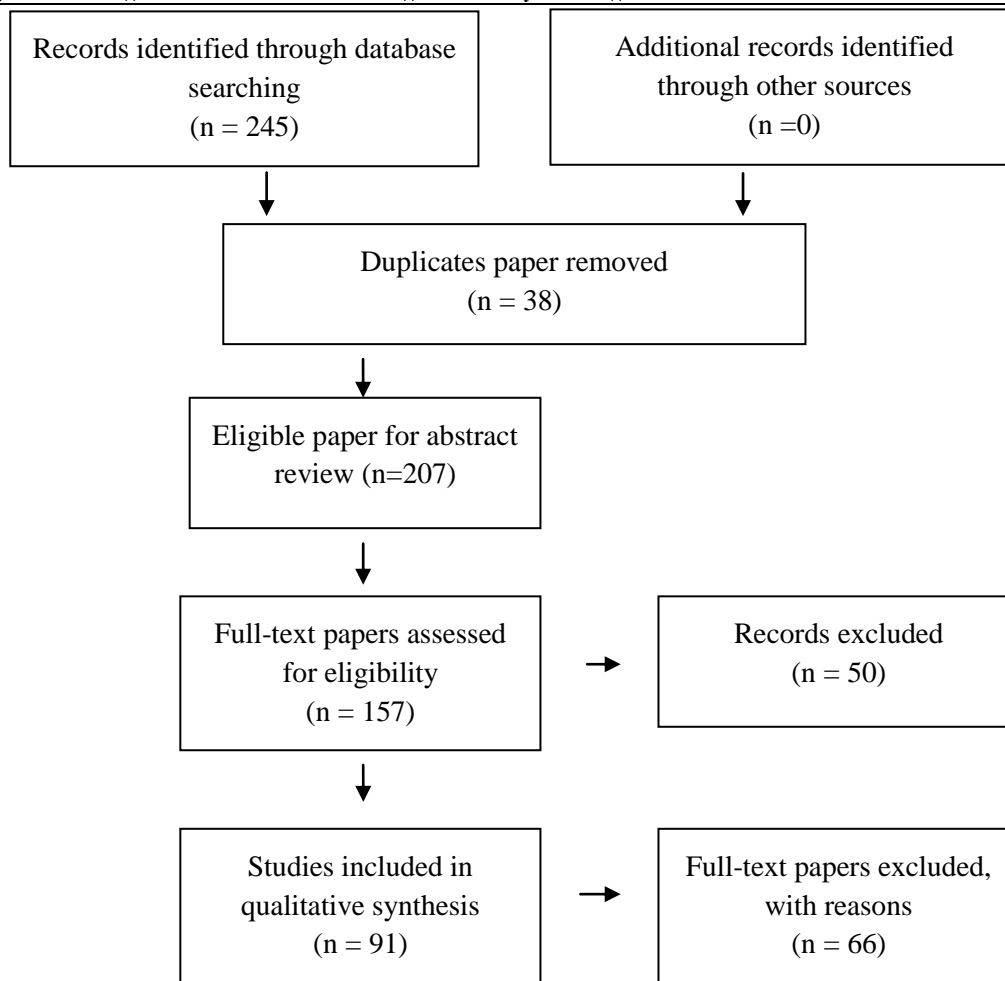 Records identified through database
searching
(n = 245)
Additional records identified
through other sources
(n =0)
Duplicates paper removed
(n = 38)
Eligible paper for abstract
review (n=207)
Full-text papers assessed
for eligibility
(n = 157)
Records excluded
(n = 50)
Studies included in
qualitative synthesis
(n = 91)
Full-text papers excluded,
with reasons
(n = 66)